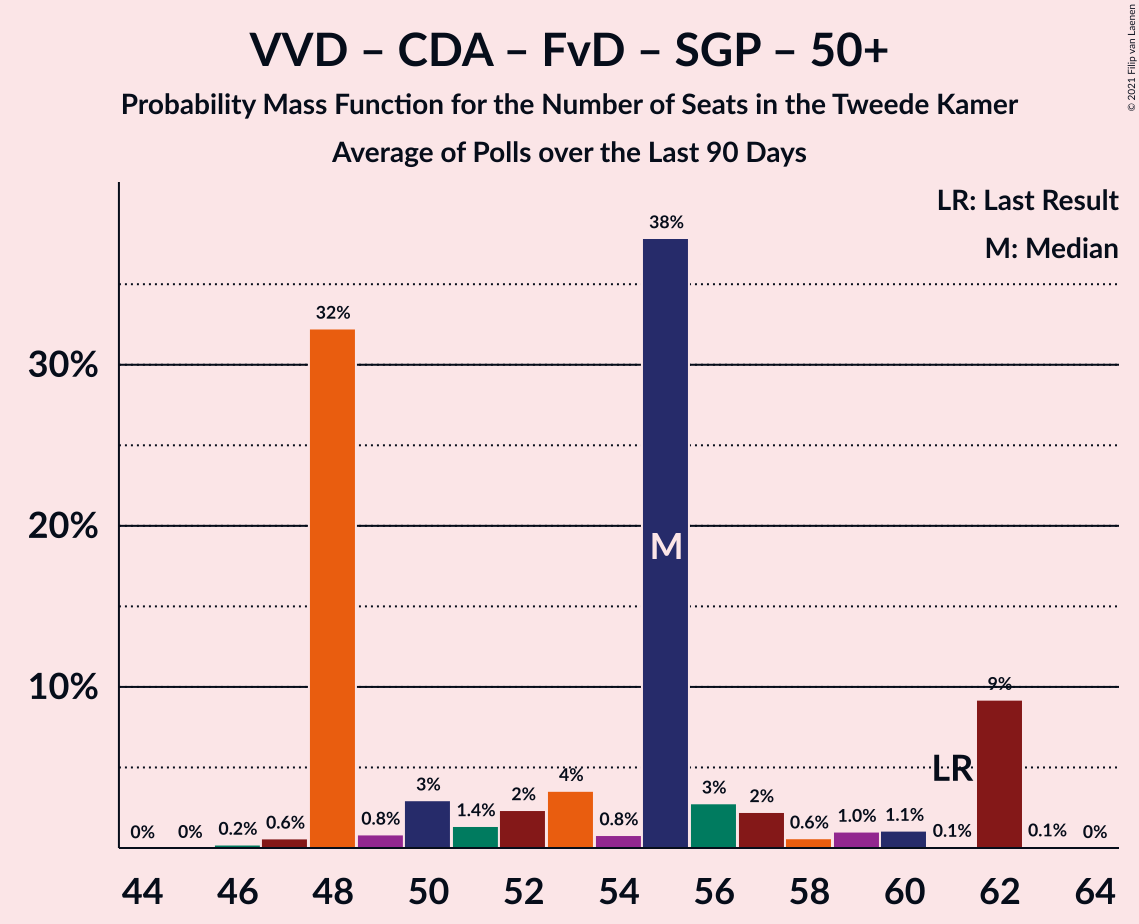 VVD – CDA – FvD – SGP – 50+
Probability Mass Function for the Number of Seats in the Tweede Kamer
Average of Polls over the Last 90 Days
© 2021 Filip van Laenen
LR: Last Result
M: Median
30%
20%
10%
0%
0%
0.2%
0.6%
32%
0.8%
3%
1.4%
2%
4%
0.8%
38%
M
3%
2%
0.6%
1.0%
1.1%
0.1%
LR
9%
0.1%
0%
44 46 48 50 52 54 56 58 60 62 64